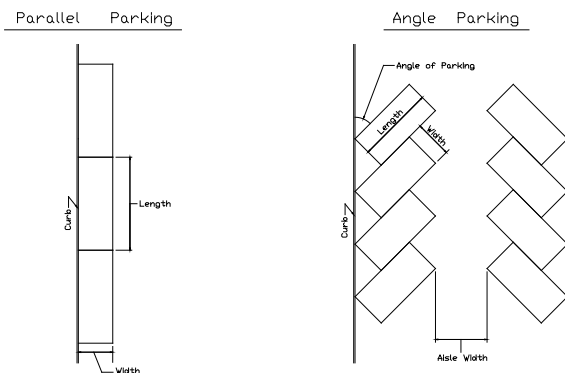 Parallel Parking
Angle Parking
Angle of Parking
Length
Width
Curb
Length
Curb
Aisle Width
Width